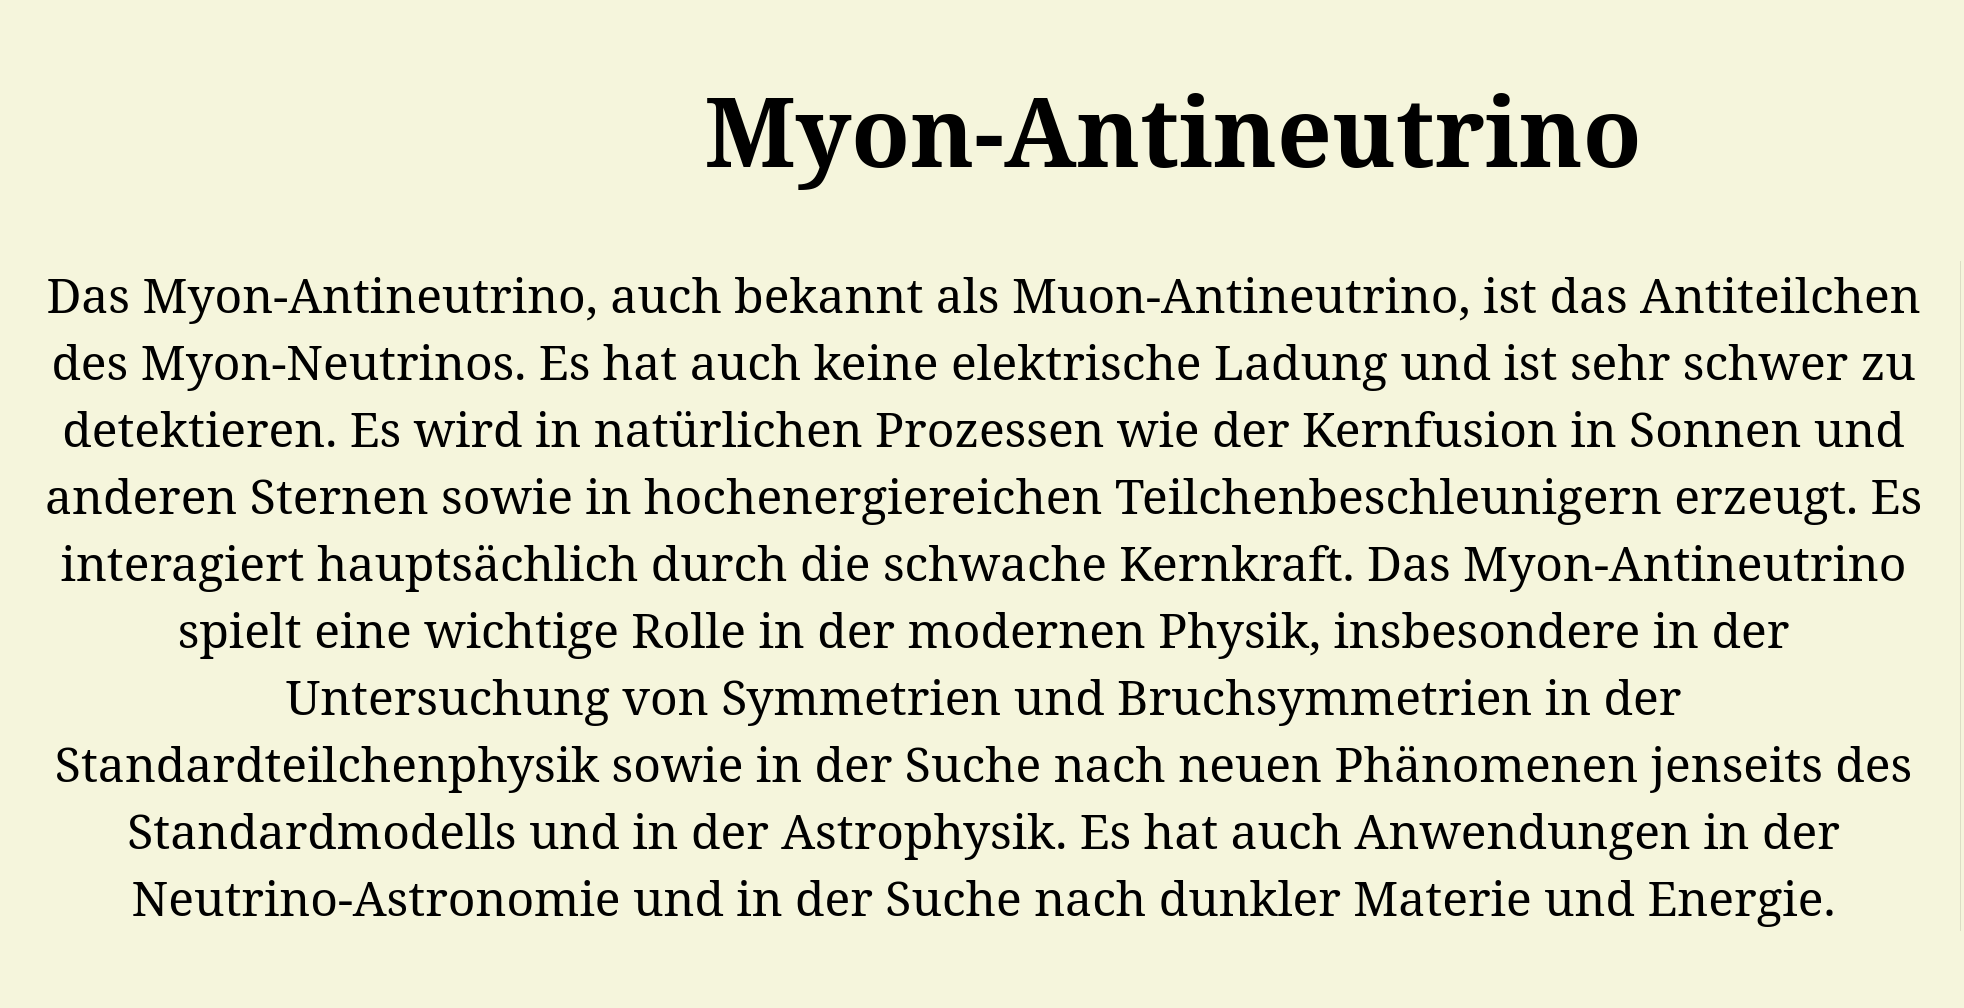 Myon-Antineutrino
Das Myon-Antineutrino, auch bekannt als Muon-Antineutrino, ist das Antiteilchen
des Myon-Neutrinos. Es hat auch keine elektrische Ladung und ist sehr schwer zu
detektieren. Es wird in natürlichen Prozessen wie der Kernfusion in Sonnen und
anderen Sternen sowie in hochenergiereichen Teilchenbeschleunigern erzeugt. Es
interagiert hauptsächlich durch die schwache Kernkraft. Das Myon-Antineutrino
spielt eine wichtige Rolle in der modernen Physik, insbesondere in der
Untersuchung von Symmetrien und Bruchsymmetrien in der
Standardteilchenphysik sowie in der Suche nach neuen Phänomenen jenseits des
Standardmodells und in der Astrophysik. Es hat auch Anwendungen in der
Neutrino-Astronomie und in der Suche nach dunkler Materie und Energie.